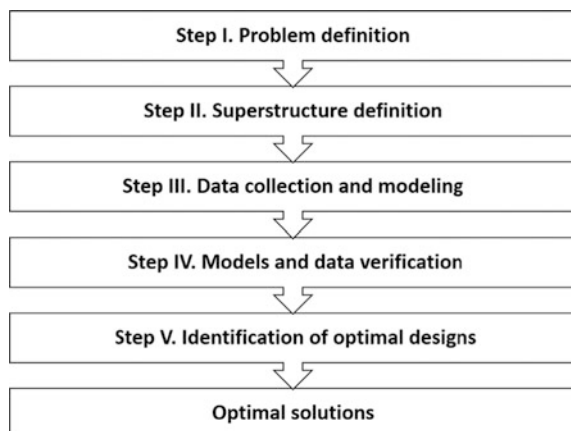 Step I. Problem definition
Step II. Superstructure definition
Step III. Data collection and modeling
Step IV. Models and data verification
Step V. Identification of optimal designs
Optimal solutions